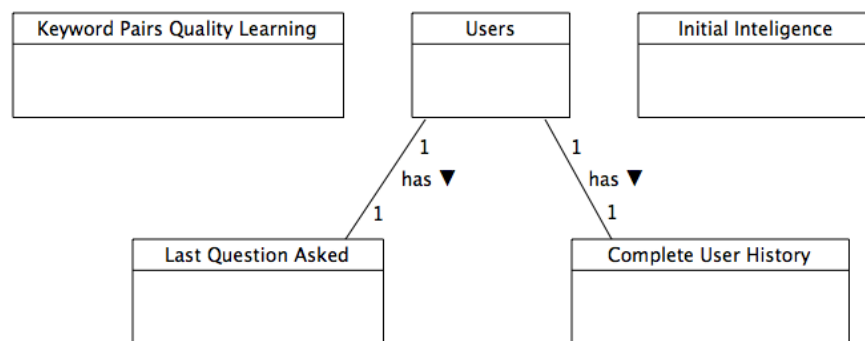 Keyword Pairs Quality Learning
Users
Initial Inteligence
1
1
has ▼
has ▼
1
1
Last Question Asked
Complete User History